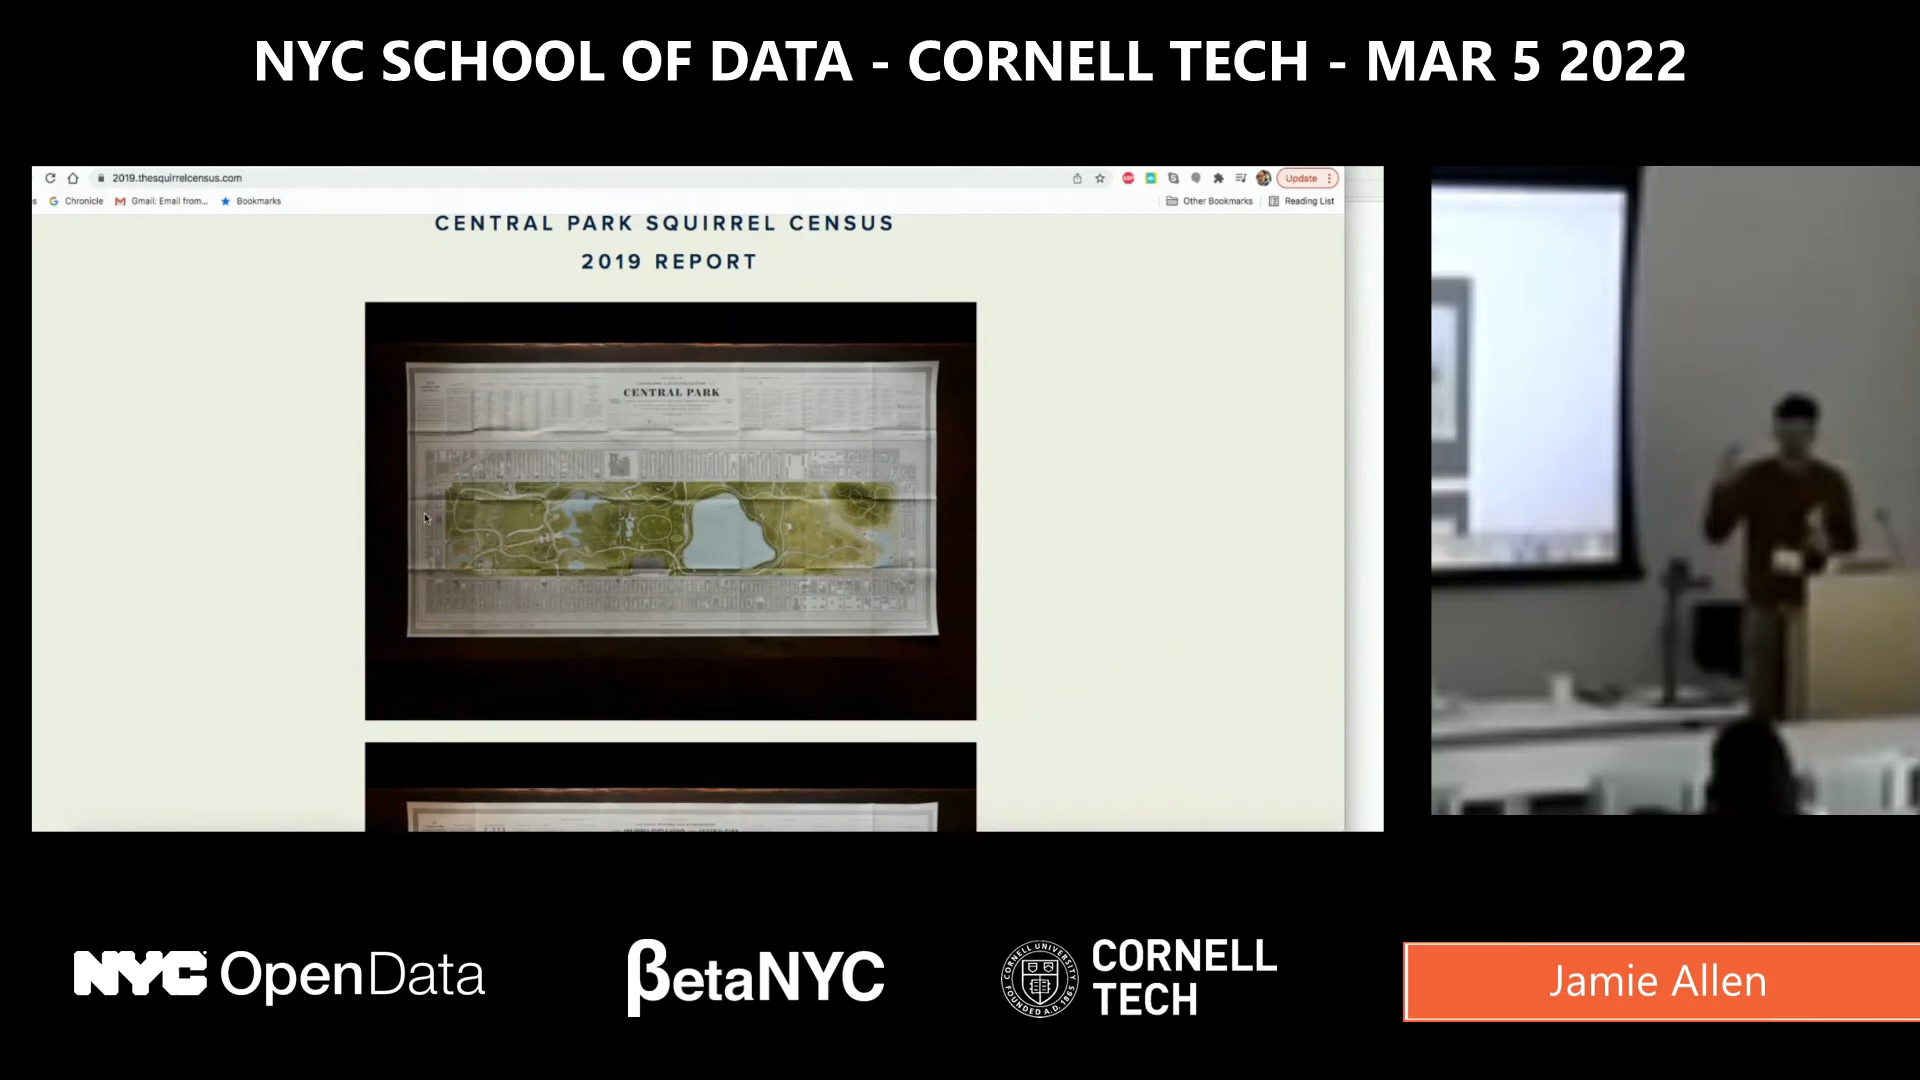 NYC SCHOOL OF DATA - CORNELL TECH - MAR 5 2022
2019.thesquirrelcensus.com
Update
Chronicle
Gmail: Email from...
Bookmarks
Other Bookmarks
Reading List
CENTRAL PARK SQUIRREL CENSUS
2019 REPORT
CENTRAL PARK
NYC OpenData
βetaNYC
CORNELL UNIVERSITY
FOUNDED A.D. 1865
CORNELL
TECH
Jamie Allen